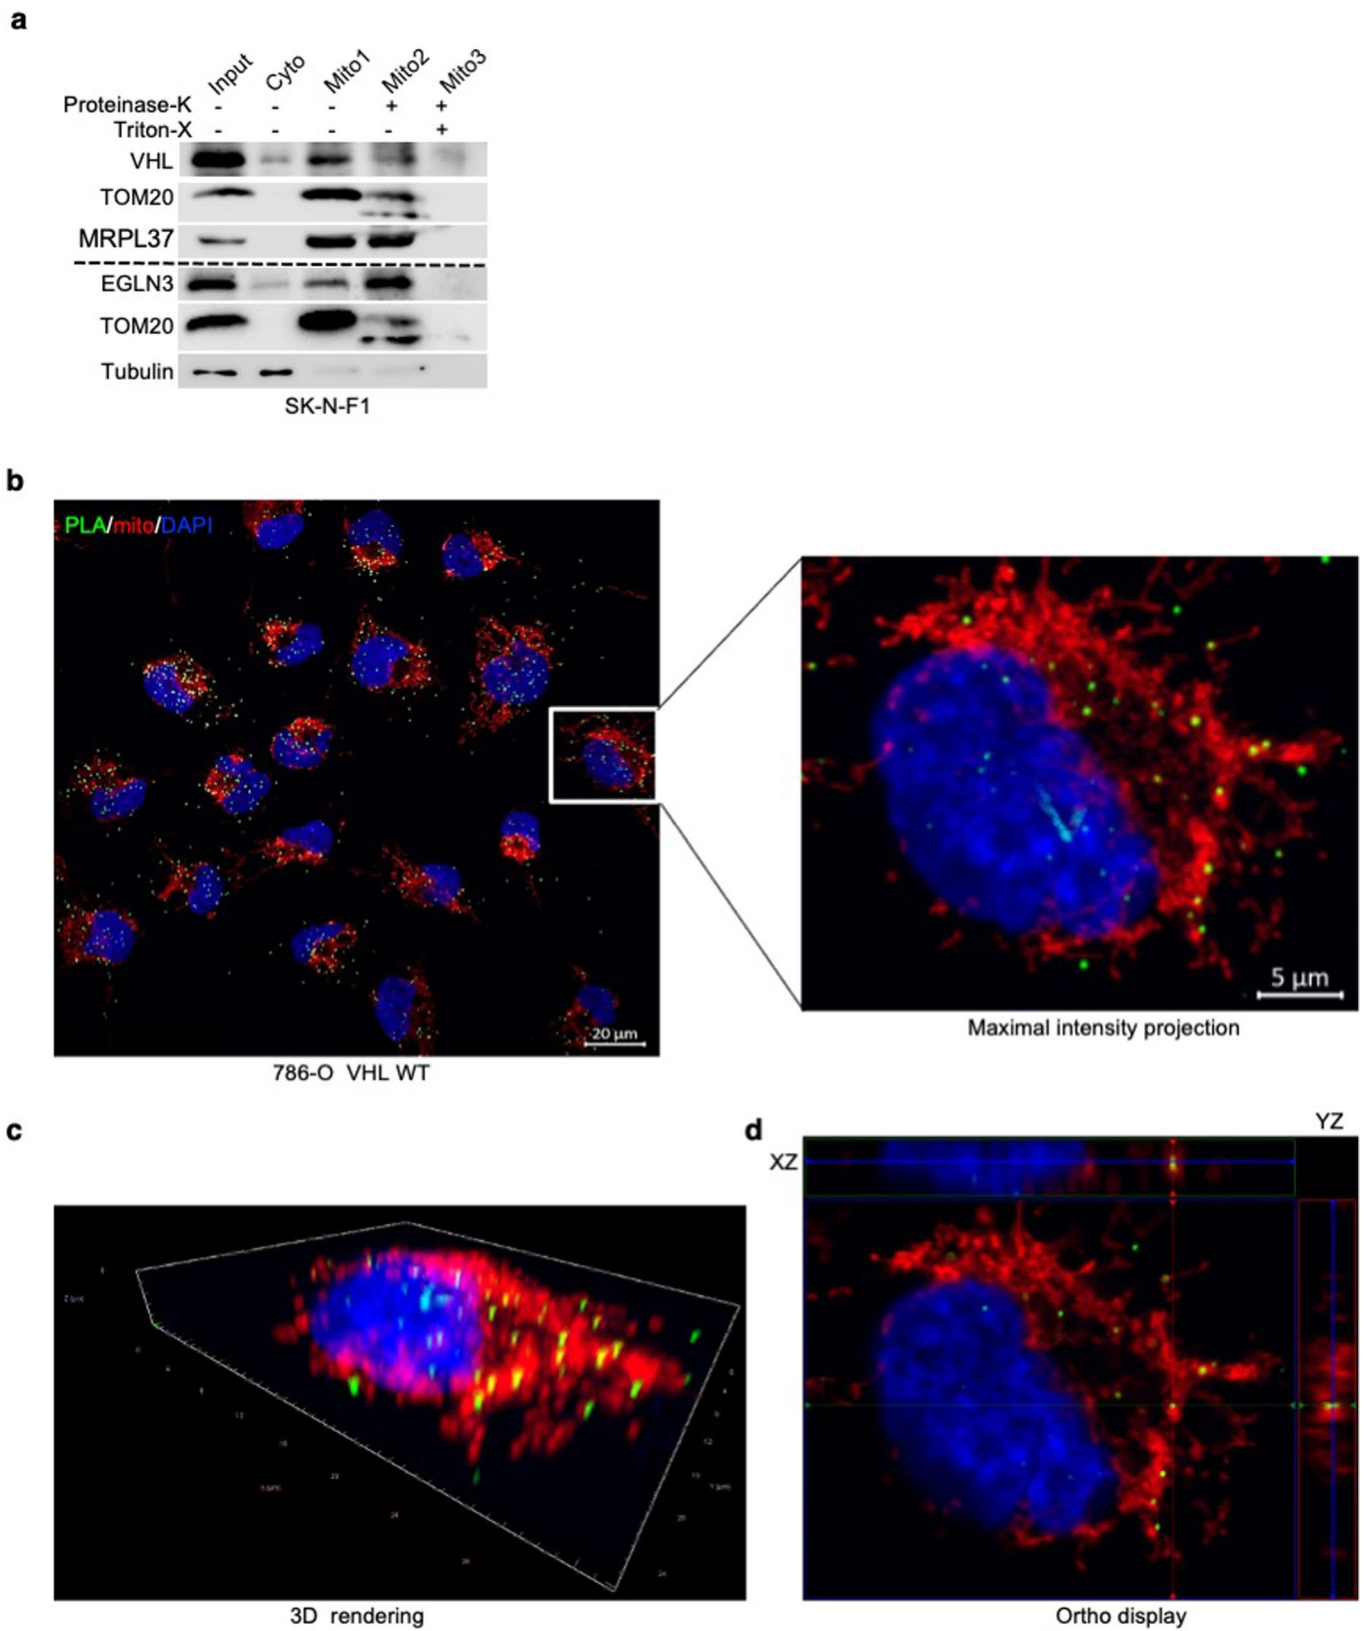 a
Input Cyto Mito1 Mito2 Mito3
Proteinase-K - - - + +
Triton-X - - - - +
VHL
TOM20
MRPL37
EGLN3
TOM20
Tubulin
SK-N-F1
b
PLA/mito/DAPI
20 μm
5 μm
Maximal intensity projection
786-O VHL WT
c
d
YZ
XZ
3D rendering
Ortho display